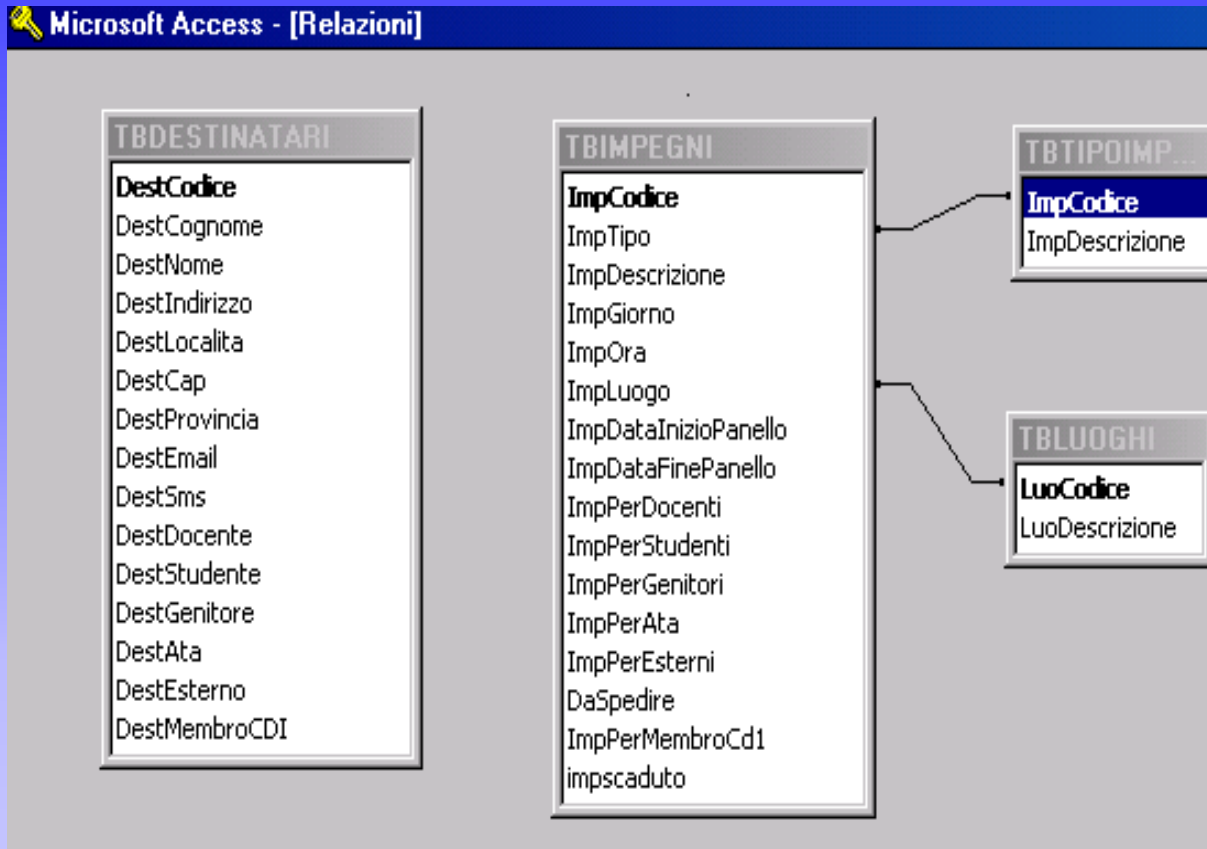 Microsoft Access - [Relazioni]
TBDESTINATARI
DestCodice
DestCognome
DestNome
DestIndirizzo
DestLocalita
DestCap
DestProvincia
DestEmail
DestSms
DestDocente
DestStudente
DestGenitore
DestAta
DestEsterno
DestMembroCDI
TBIMPEGNI
ImpCodice
ImpTipo
ImpDescrizione
ImpGiorno
ImpOra
ImpLuogo
ImpDataInizioPanello
ImpDataFinePanello
ImpPerDocenti
ImpPerStudenti
ImpPerGenitori
ImpPerAta
ImpPerEsterni
DaSpedire
ImpPerMembroCd1
impscaduto
TBTIPOIMP...
ImpCodice
ImpDescrizione
TBLUOGHI
LuoCodice
LuoDescrizione